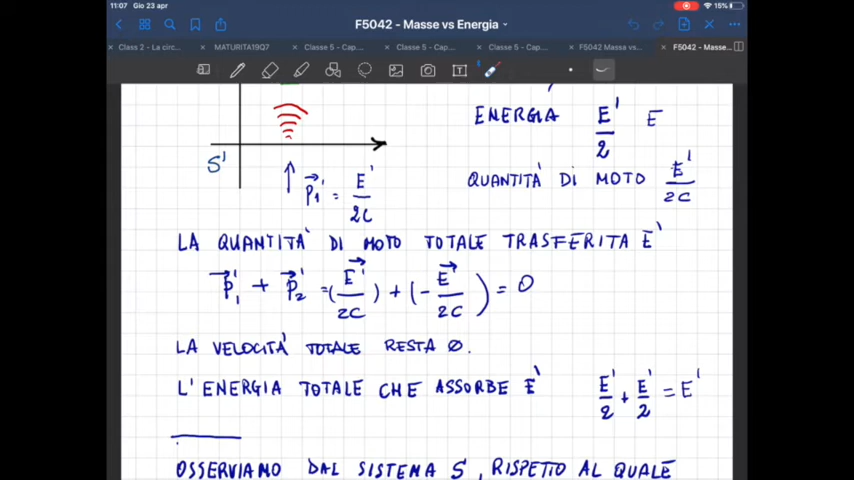 11:07 Gio 23 apr
15%
F5042 - Masse vs Energia
Class 2 - La circ...
MATURITA19Q7
Classe 5 - Cap....
Classe 5 - Cap....
Classe 5 - Cap....
F5042 Massa vs...
F5042 - Masse...
ENERGIA E'/2 E
S'
p₁' = E'/2C
QUANTITÀ DI MOTO E'/2C
LA QUANTITÀ DI MOTO TOTALE TRASFERITA È
p₁' + p₂' = (E'/2C) + (-E/2C) = 0
LA VELOCITÀ TOTALE RESTA 0.
L'ENERGIA TOTALE CHE ASSORBE È E'/2 + E'/2 = E'
OSSERVIAMO DAL SISTEMA S, RISPETTO AL QUALE